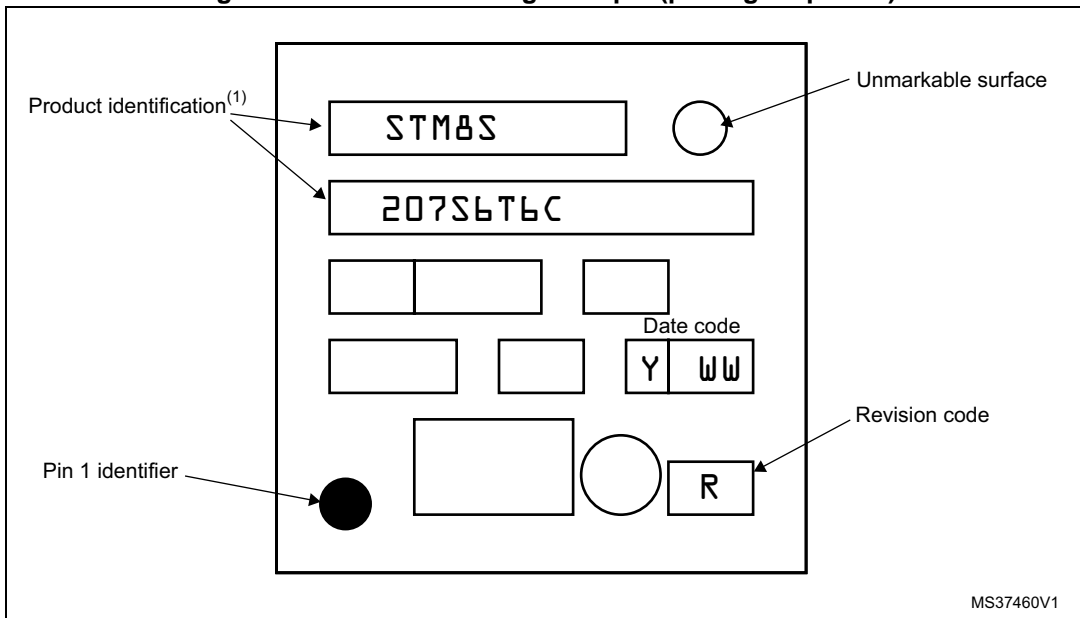 Product identification(1)
Unmarkable surface
STM8S
207S6T6C
Date code
Y WW
Revision code
Pin 1 identifier
R
MS37460V1